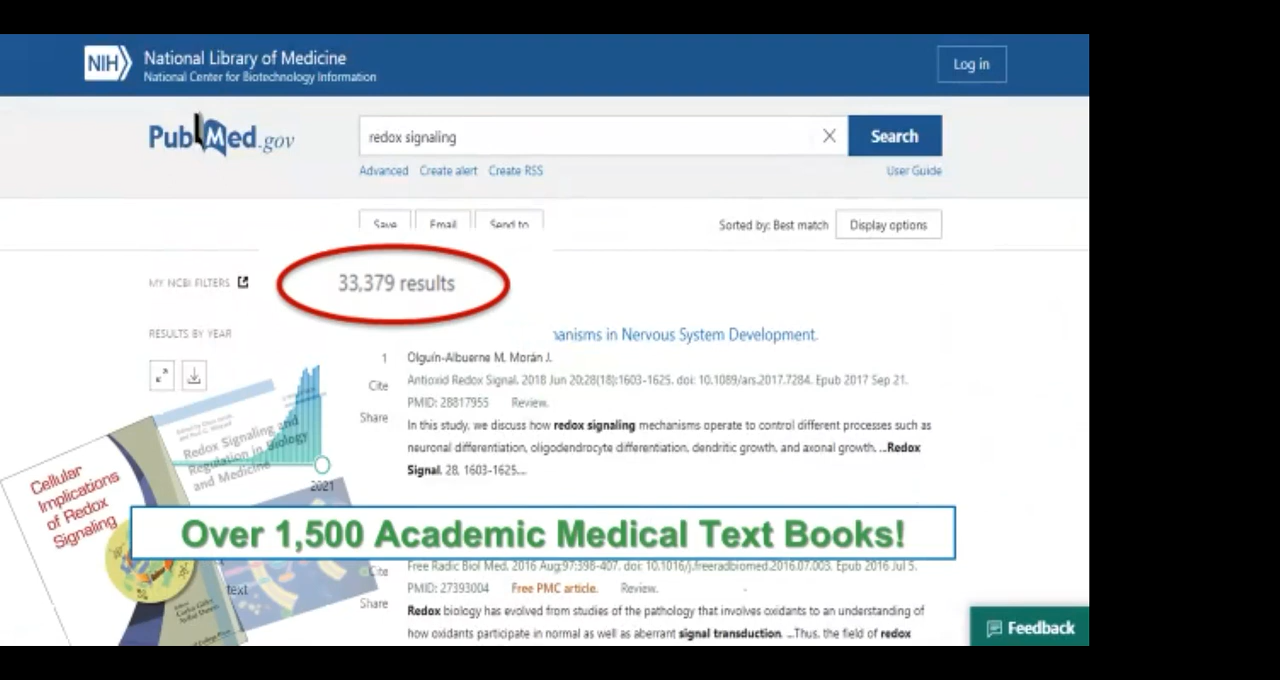 NIH
National Library of Medicine
National Center for Biotechnology Information
Log in
PubMed.gov
redox signaling
Search
Advanced Create alert Create RSS
User Guide
Save Email Send to
Sorted by: Best match Display options
MY NCBI FILTERS
33,379 results
RESULTS BY YEAR
2021
anisms in Nervous System Development.
1 Olguín-Albuerne M, Morán J.
Cite Antioxid Redox Signal. 2018 Jun 20;28(18):1603-1625. doi: 10.1089/ars.2017.7284. Epub 2017 Sep 21.
PMID: 28817955 Review.
Share
In this study, we discuss how redox signaling mechanisms operate to control different processes such as
neuronal differentiation, oligodendrocyte differentiation, dendritic growth, and axonal growth. ...Redox
Signal. 28, 1603-1625....
Redox Signaling and
Regulation in Biology
and Medicine
Cellular
Implications
of Redox
Signaling
Over 1,500 Academic Medical Text Books!
Cite Free Radic Biol Med. 2016 Aug;97:398-407. doi: 10.1016/j.freeradbiomed.2016.07.003. Epub 2016 Jul 5.
PMID: 27393004 Free PMC article. Review.
text
Share
Redox biology has evolved from studies of the pathology that involves oxidants to an understanding of
how oxidants participate in normal as well as aberrant signal transduction. ...Thus, the field of redox
Feedback